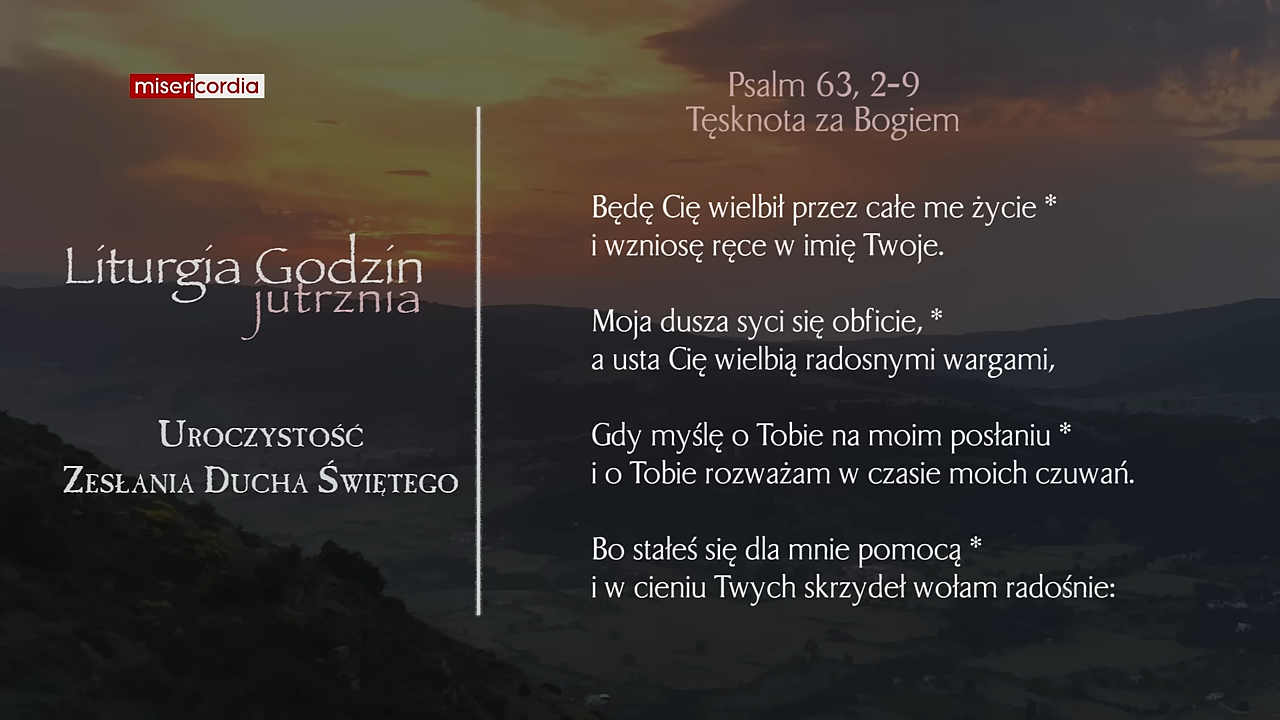 misericordia
Liturgia Godzin
jutrznia
Uroczystość
Zesłania Ducha Świętego
Psalm 63, 2-9
Tęsknota za Bogiem
Będę Cię wielbił przez całe me życie *
i wzniosę ręce w imię Twoje.
Moja dusza syci się obficie, *
a usta Cię wielbią radosnymi wargami,
Gdy myślę o Tobie na moim posłaniu *
i o Tobie rozważam w czasie moich czuwań.
Bo stałeś się dla mnie pomocą *
i w cieniu Twych skrzydeł wołam radośnie: